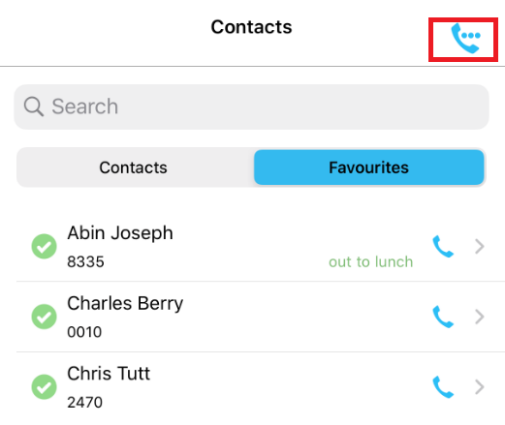 Contacts
Search
Contacts Favourites
Abin Joseph
8335 out to lunch
Charles Berry
0010
Chris Tutt
2470